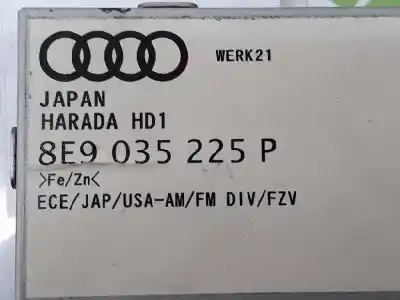 WERK21
JAPAN
HARADA HD1
8E9 035 225 P
>Fe/Zn<
ECE/JAP/USA-AM/FM DIV/FZV